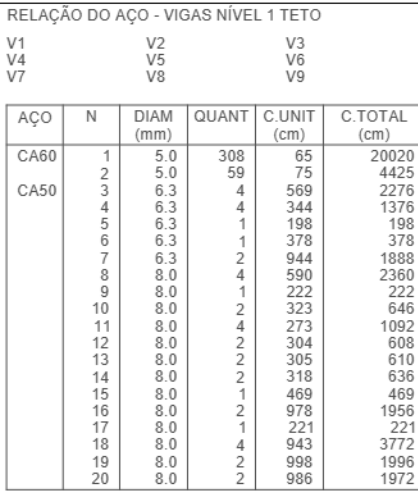 RELAÇÃO DO AÇO - VIGAS NÍVEL 1 TETO
V1 V2 V3
V4 V5 V6
V7 V8 V9
AÇO N DIAM QUANT C.UNIT C.TOTAL
(mm) (cm) (cm)
CA60 1 5.0 308 65 20020
2 5.0 59 75 4425
CA50 3 6.3 4 569 2276
4 6.3 4 344 1376
5 6.3 1 198 198
6 6.3 1 378 378
7 6.3 2 944 1888
8 8.0 4 590 2360
9 8.0 1 222 222
10 8.0 2 323 646
11 8.0 4 273 1092
12 8.0 2 304 608
13 8.0 2 305 610
14 8.0 2 318 636
15 8.0 1 469 469
16 8.0 2 978 1956
17 8.0 1 221 221
18 8.0 4 943 3772
19 8.0 2 998 1996
20 8.0 2 986 1972